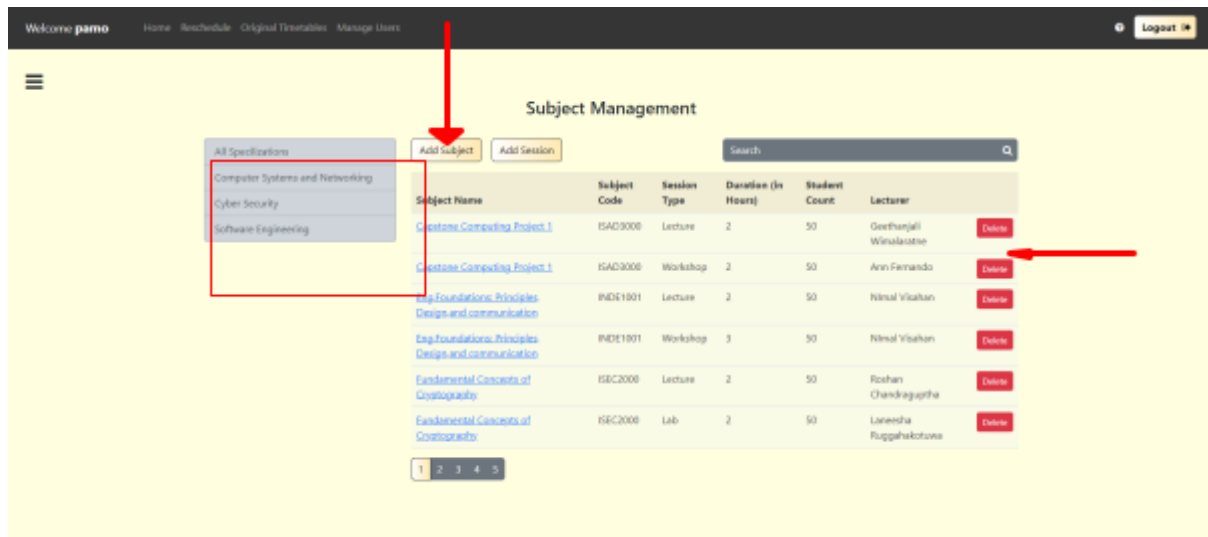 Welcome pamo Home Reschedule Original Timetables Manage Users Logout
Subject Management
All Speclizations
Computer Systems and Networking
Cyber Security
Software Engineering
Add Subject Add Session Search
Subject Name Subject Code Session Type Duration (in Hours) Student Count Lecturer
Capstone Computing Project 1 ISAD3000 Lecture 2 50 Geethanjali Wimalaratne Delete
Capstone Computing Project 1 ISAD3000 Workshop 2 50 Ann Fernando Delete
Eng.Foundations: Principles Design and communication INDE1001 Lecture 2 50 Nimal Visahan Delete
Eng.Foundations: Principles Design and communication INDE1001 Workshop 3 50 Nimal Visahan Delete
Fundamental Concepts of Cryptography ISEC2000 Lecture 2 50 Roshan Chandraguptha Delete
Fundamental Concepts of Cryptography ISEC2000 Lab 2 50 Laneesha Ruggahakotuwa Delete
1 2 3 4 5